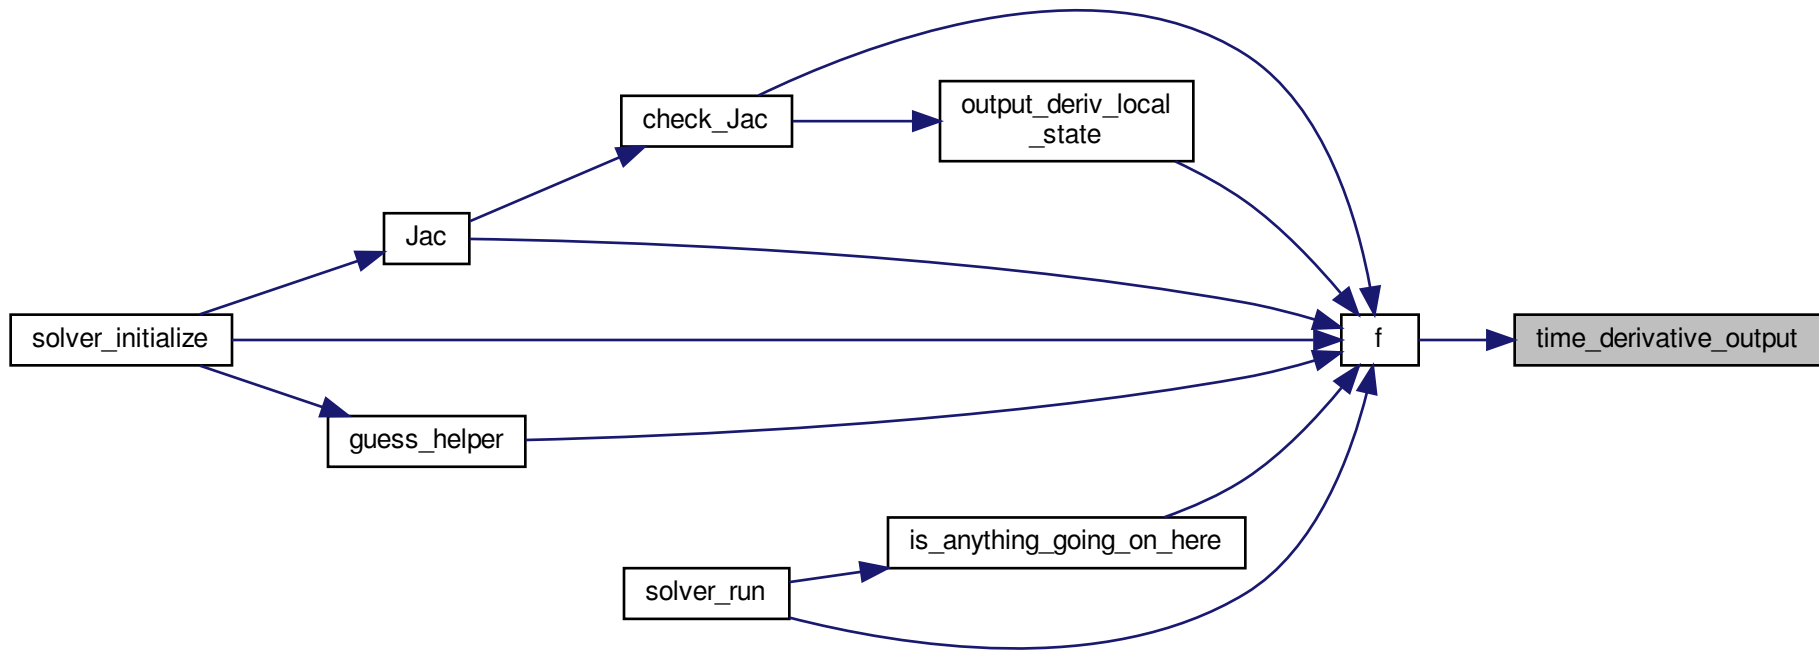 check_Jac
output_deriv_local
_state
Jac
solver_initialize
f
time_derivative_output
guess_helper
is_anything_going_on_here
solver_run